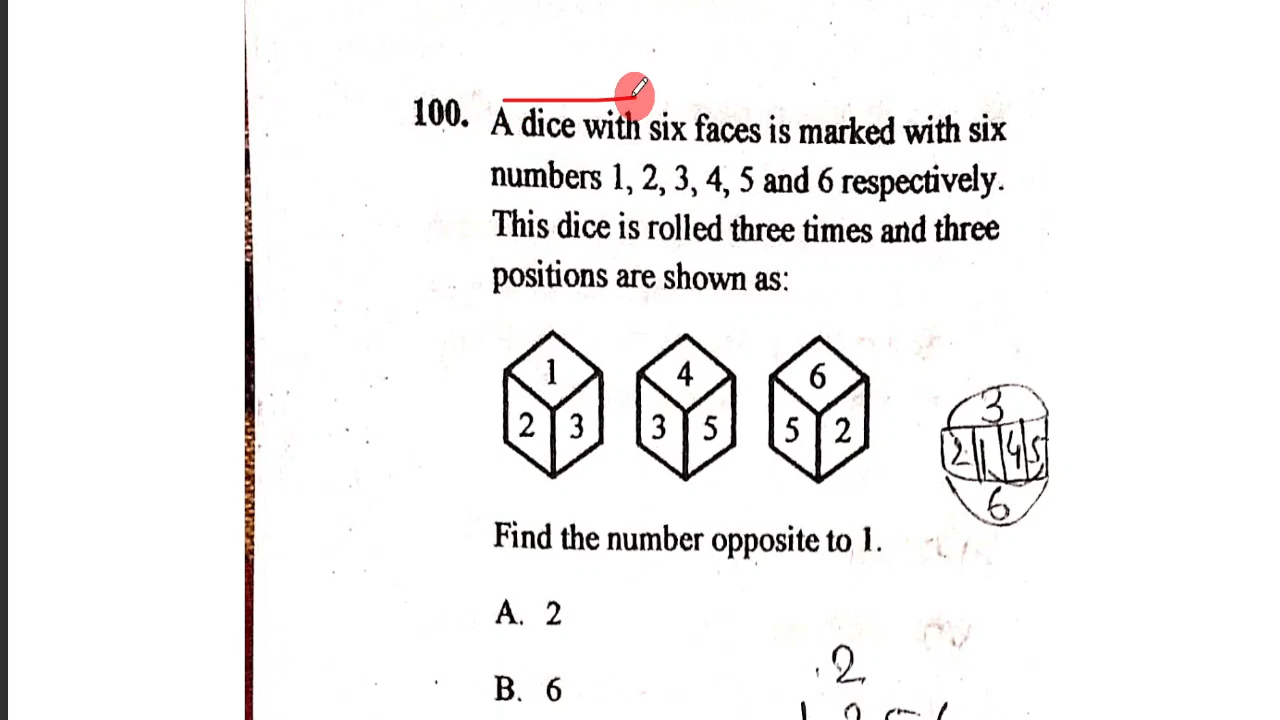 100. A dice with six faces is marked with six
numbers 1, 2, 3, 4, 5 and 6 respectively.
This dice is rolled three times and three
positions are shown as:
1 4 6
2 3 3 5 5 2
3
2 1 4 5
6
Find the number opposite to 1.
A. 2
B. 6
2